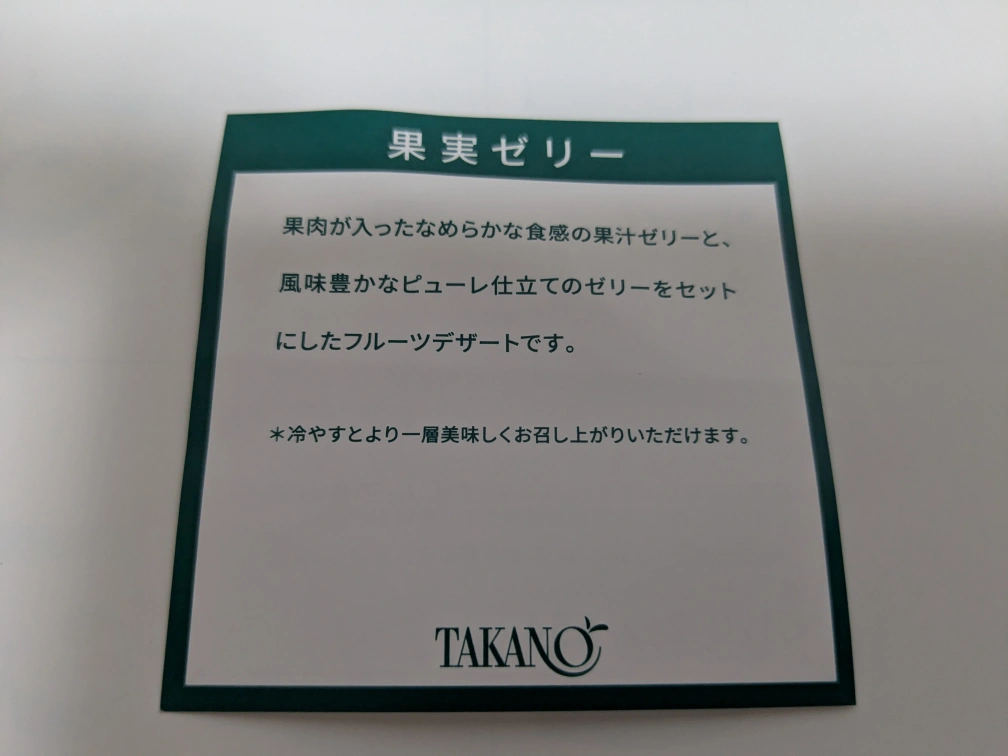 果実ゼリー
果肉が入ったなめらかな食感の果汁ゼリーと、
風味豊かなピューレ仕立てのゼリーをセット
にしたフルーツデザートです。
＊冷やすとより一層美味しくお召し上がりいただけます。
TAKANO